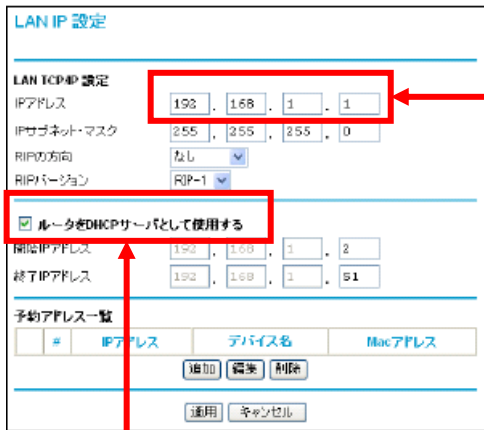 LAN IP 設定
LAN TCP/IP 設定
IPアドレス 192 . 168 . 1 . 1
IPサブネット・マスク 255 . 255 . 255 . 0
RIPの方向 なし
RIPバージョン RIP-1
ルータをDHCPサーバとして使用する
開始IPアドレス 192 . 168 . 1 . 2
終了IPアドレス 192 . 168 . 1 . 51
予約アドレス一覧
# IPアドレス デバイス名 Macアドレス
追加 編集 削除
適用 キャンセル